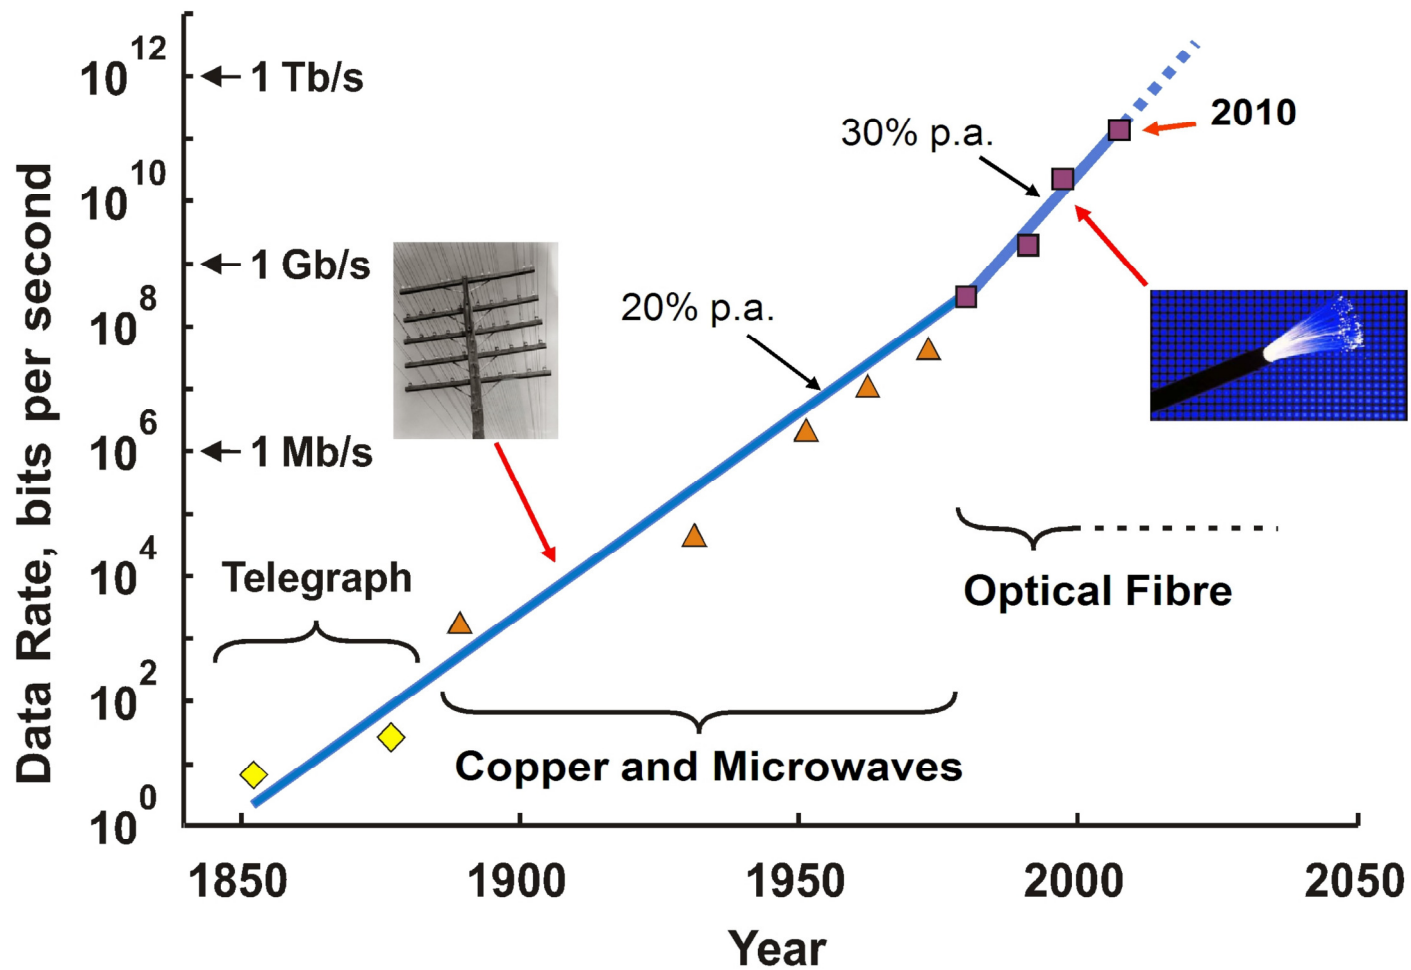 Data Rate, bits per second
10^12
10^10
10^8
10^6
10^4
10^2
10^0
1 Tb/s
1 Gb/s
1 Mb/s
2010
30% p.a.
20% p.a.
Telegraph
Optical Fibre
Copper and Microwaves
1850
1900
1950
2000
2050
Year